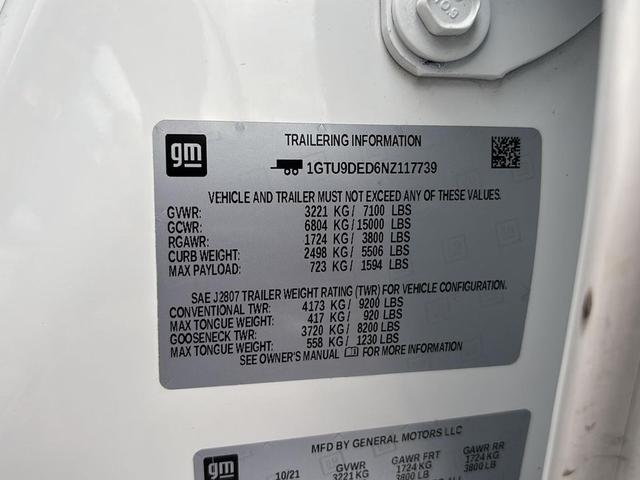 gm
TRAILERING INFORMATION
1GTU9DED6NZ117739
VEHICLE AND TRAILER MUST NOT EXCEED ANY OF THESE VALUES.
GVWR: 3221 KG / 7100 LBS
GCWR: 6804 KG / 15000 LBS
RGAWR: 1724 KG / 3800 LBS
CURB WEIGHT: 2498 KG / 5506 LBS
MAX PAYLOAD: 723 KG / 1594 LBS
SAE J2807 TRAILER WEIGHT RATING (TWR) FOR VEHICLE CONFIGURATION.
CONVENTIONAL TWR: 4173 KG / 9200 LBS
MAX TONGUE WEIGHT: 417 KG / 920 LBS
GOOSENECK TWR: 3720 KG / 8200 LBS
MAX TONGUE WEIGHT: 558 KG / 1230 LBS
SEE OWNER'S MANUAL FOR MORE INFORMATION
gm
MFD BY GENERAL MOTORS LLC
10/21 GVWR GAWR FRT GAWR RR
3221 KG 1724 KG 1724 KG
3800 LB 3800 LB